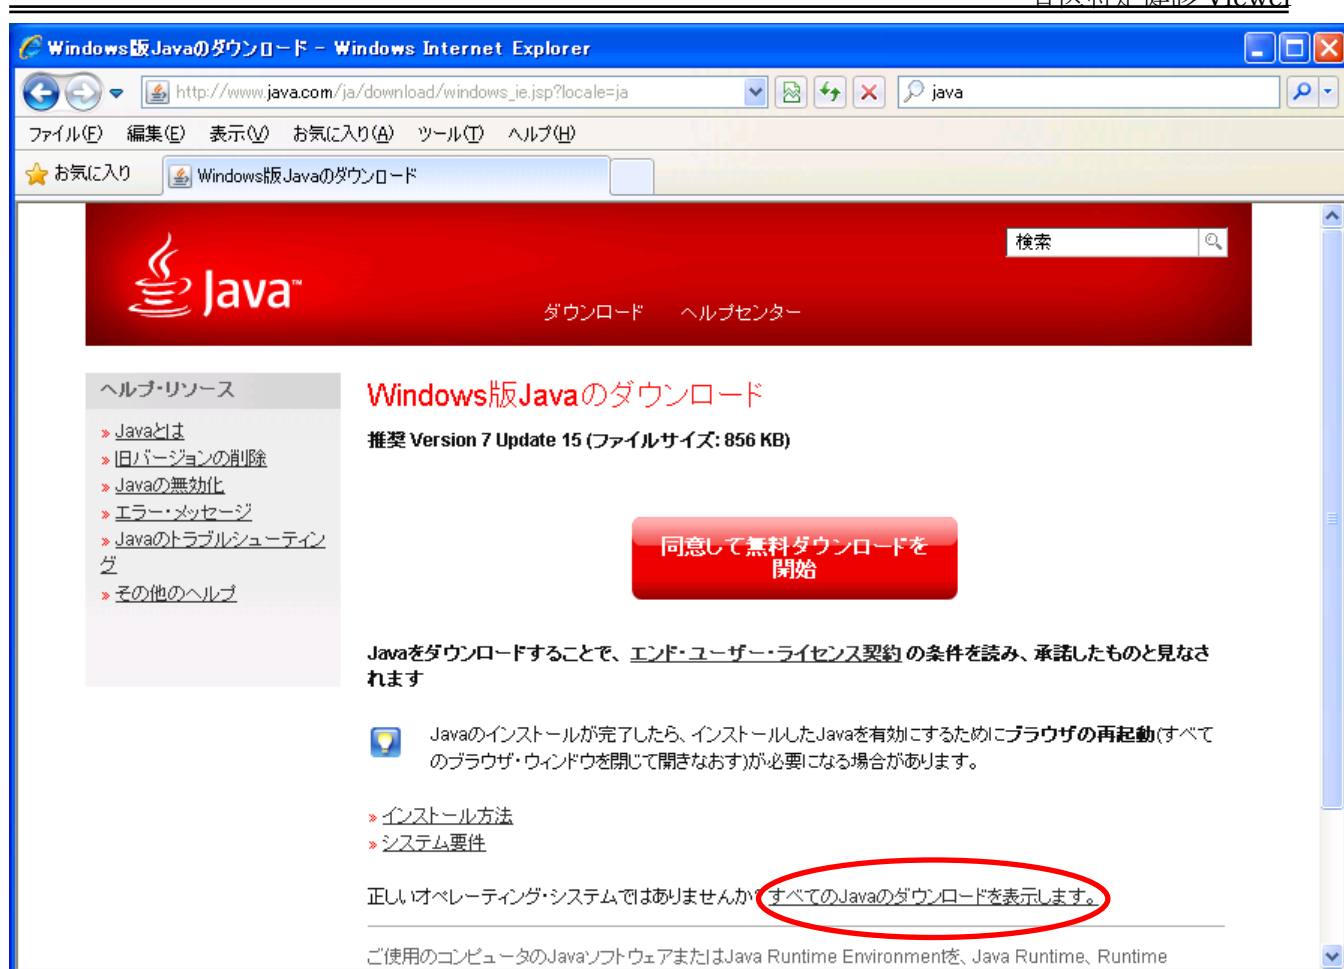 Viewer
Windows版Javaのダウンロード - Windows Internet Explorer
http://www.java.com/ja/download/windows_ie.jsp?locale=ja
java
ファイル(F) 編集(E) 表示(V) お気に入り(A) ツール(T) ヘルプ(H)
お気に入り
Windows版Javaのダウンロード
検索
Java™
ダウンロード ヘルプセンター
ヘルプ・リソース
» Javaとは
» 旧バージョンの削除
» Javaの無効化
» エラー・メッセージ
» Javaのトラブルシューティン
グ
» その他のヘルプ
Windows版Javaのダウンロード
推奨 Version 7 Update 15 (ファイルサイズ: 856 KB)
同意して無料ダウンロードを
開始
Javaをダウンロードすることで、エンド・ユーザー・ライセンス契約 の条件を読み、承諾したものと見なさ
れます
Javaのインストールが完了したら、インストールしたJavaを有効にするためにブラウザの再起動(すべて
のブラウザ・ウィンドウを閉じて開きなおす)が必要になる場合があります。
» インストール方法
» システム要件
正しいオペレーティング・システムではありませんか? すべてのJavaのダウンロードを表示します。
ご使用のコンピュータのJavaソフトウェアまたはJava Runtime Environmentを、Java Runtime、Runtime